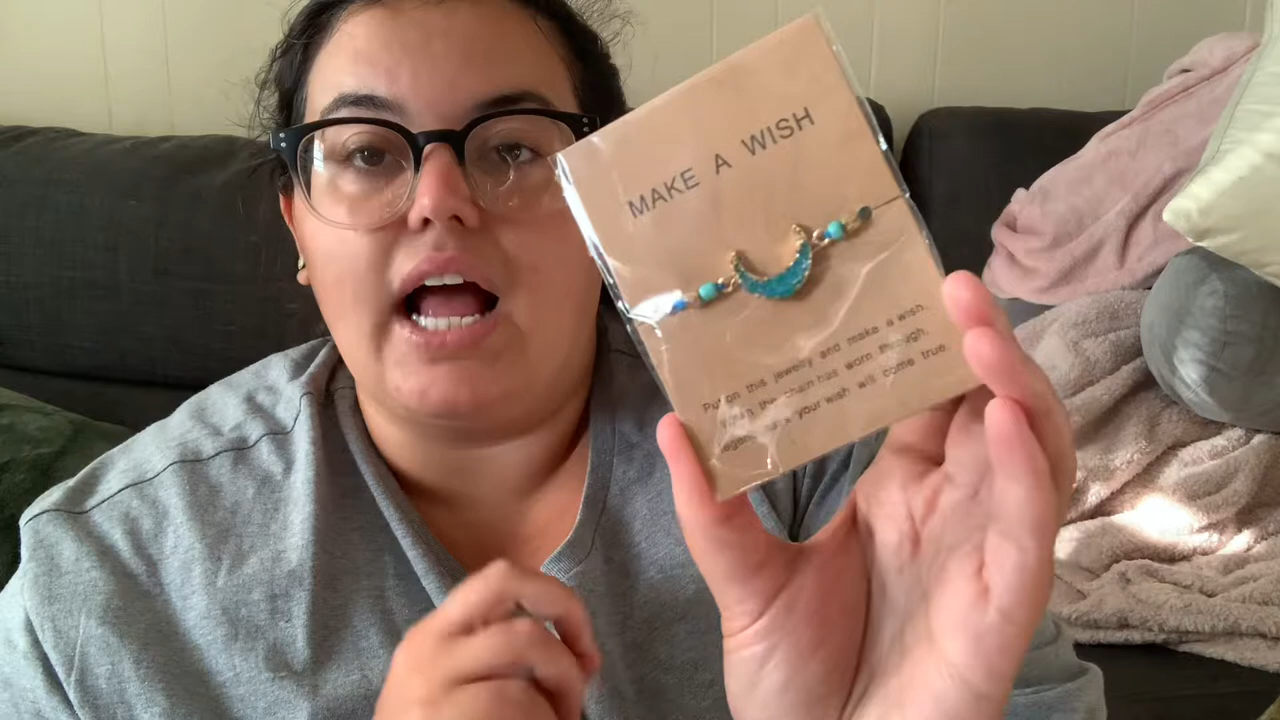 MAKE A WISH
Put on this jewelry and make a wish.
the chain has worn through,
your wish will come true.